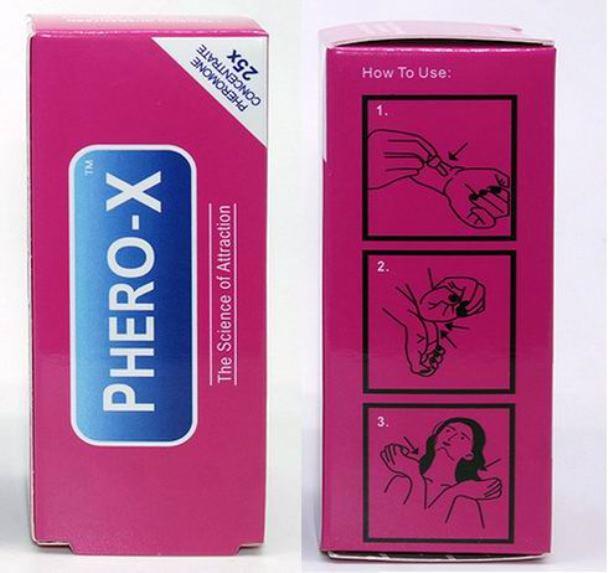 PHEROMONE
CONCENTRATE
25X
PHERO-X
TM
The Science of Attraction
How To Use:
1.
2.
3.